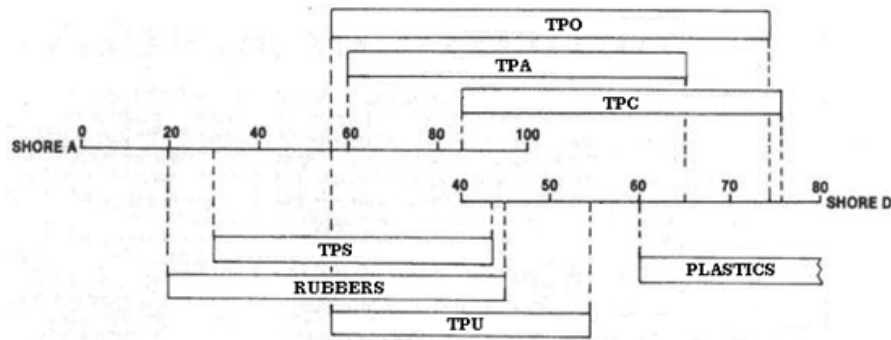 TPO
TPA
TPC
SHORE A 0 20 40 60 80 100
40 50 60 70 80 SHORE D
TPS
PLASTICS
RUBBERS
TPU